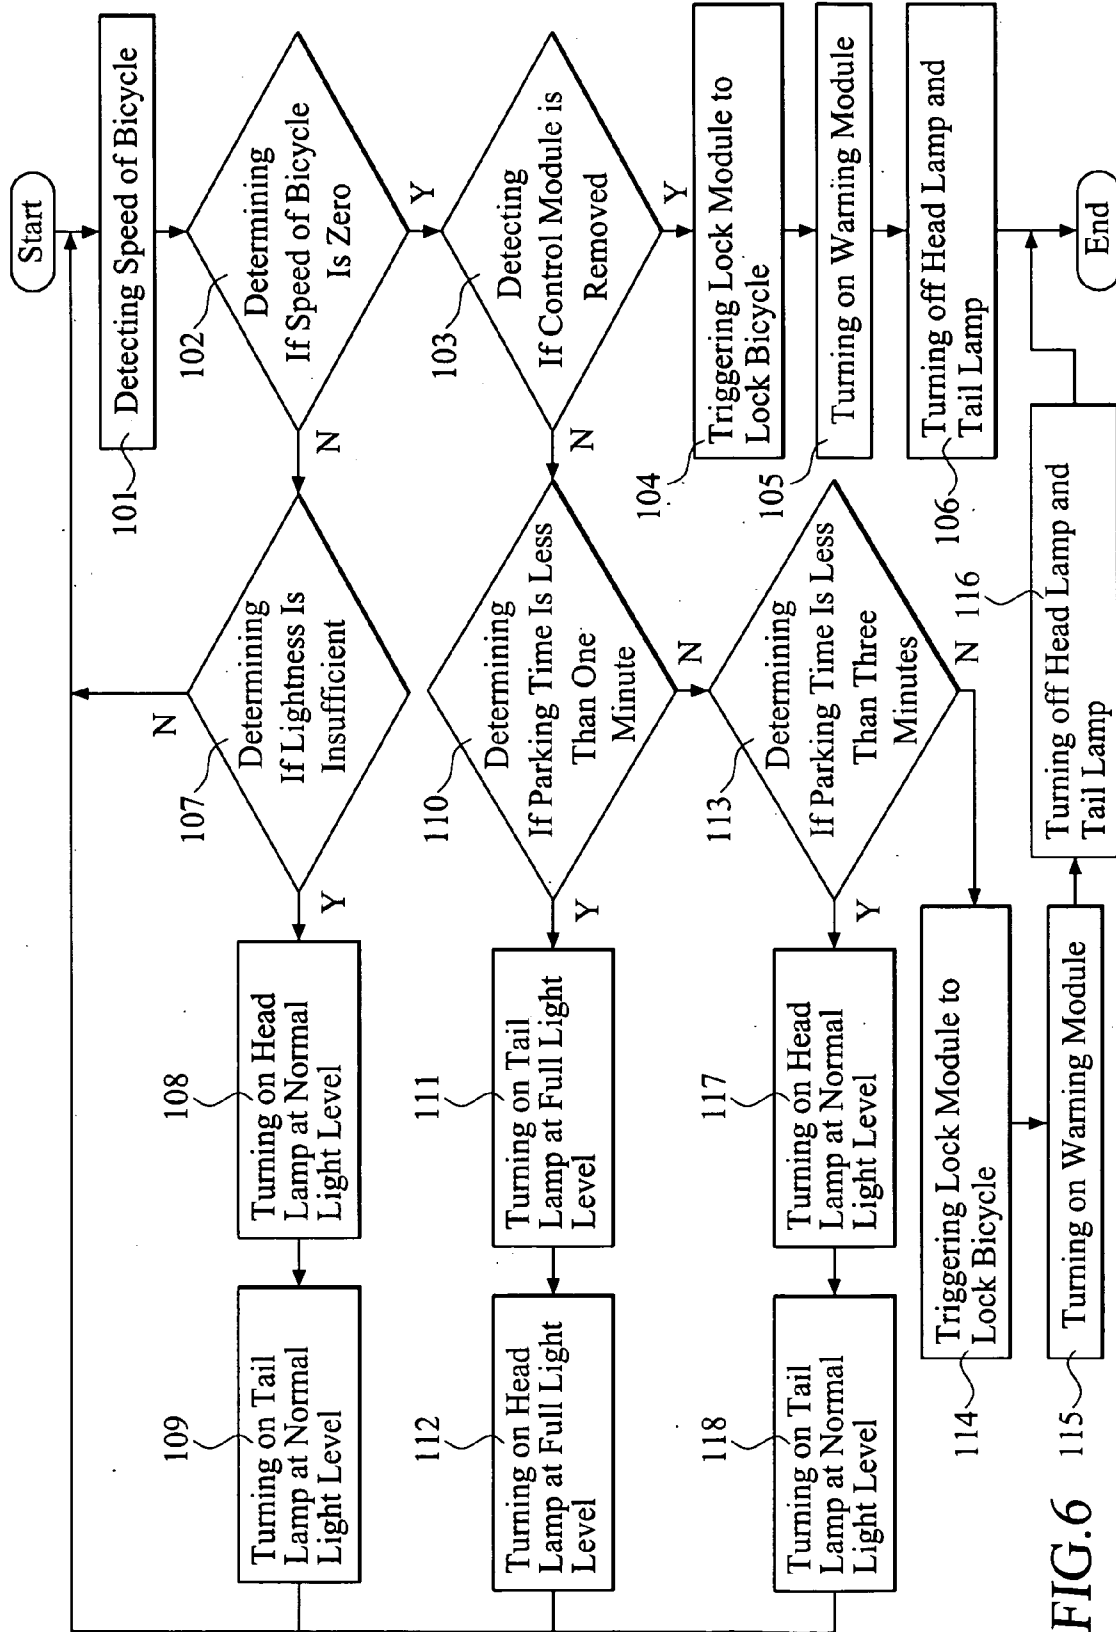 Start
101
Detecting Speed of Bicycle
102
Determining
If Speed of Bicycle
Is Zero
N
Y
103
Detecting
If Control Module is
Removed
N
Y
104
Triggering Lock Module to
Lock Bicycle
105
Turning on Warning Module
106
Turning off Head Lamp and
Tail Lamp
End
107
Determining
If Lightness Is
Insufficient
N
Y
108
Turning on Head
Lamp at Normal
Light Level
109
Turning on Tail
Lamp at Normal
Light Level
110
Determining
If Parking Time Is Less
Than One
Minute
N
Y
111
Turning on Tail
Lamp at Full Light
Level
112
Turning on Head
Lamp at Full Light
Level
113
Determining
If Parking Time Is Less
Than Three
Minutes
N
Y
117
Turning on Head
Lamp at Normal
Light Level
118
Turning on Tail
Lamp at Normal
Light Level
114
Triggering Lock Module to
Lock Bicycle
115
Turning on Warning Module
116
Turning off Head Lamp and
Tail Lamp
FIG.6